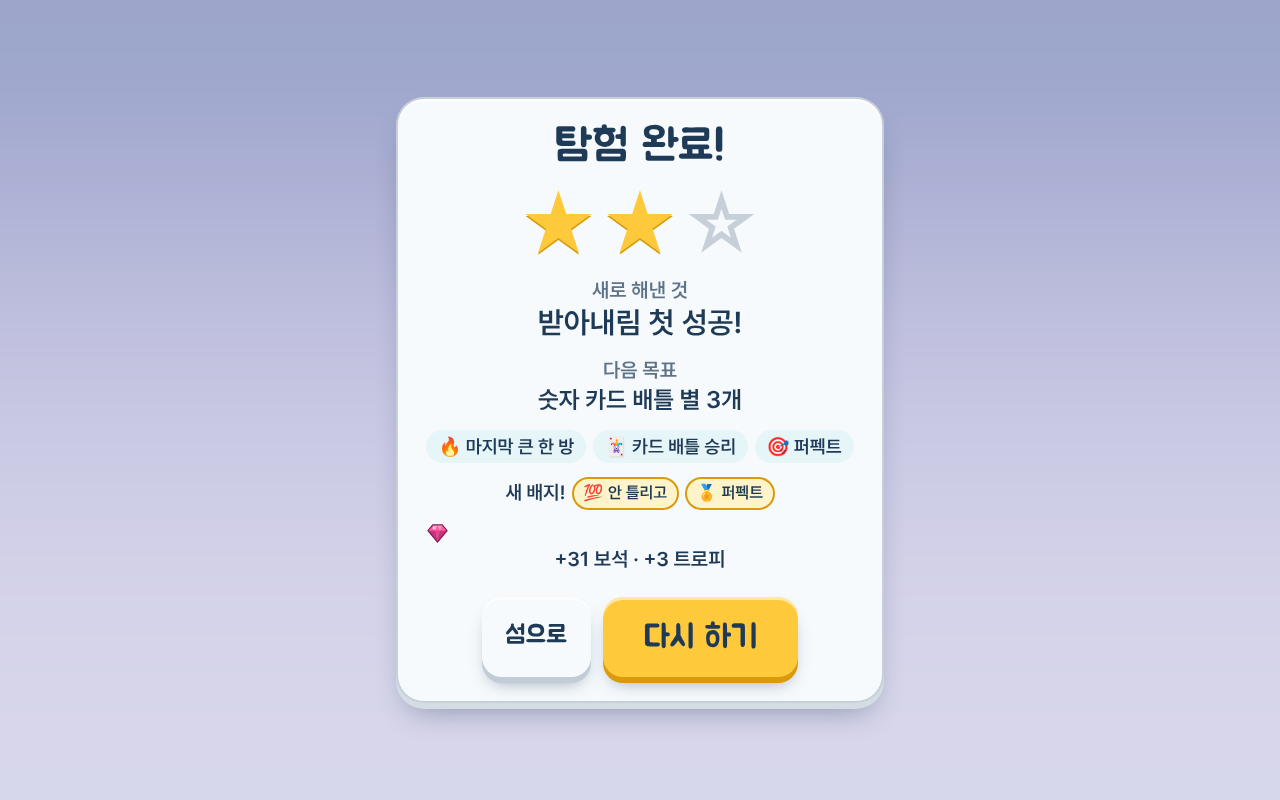 탐험 완료!
새로 해낸 것
받아내림 첫 성공!
다음 목표
숫자 카드 배틀 별 3개
🔥 마지막 큰 한 방 🃏 카드 배틀 승리 🎯 퍼펙트
새 배지! 💯 안 틀리고 🏅 퍼펙트
+31 보석 · +3 트로피
섬으로 다시 하기